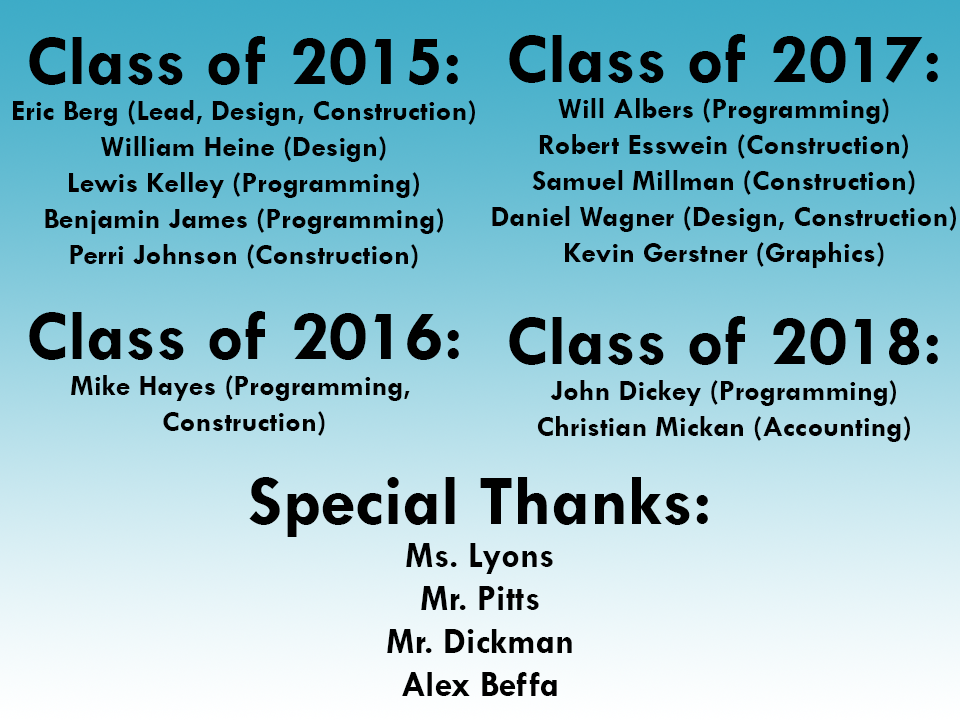 Class of 2015:
Eric Berg (Lead, Design, Construction)
William Heine (Design)
Lewis Kelley (Programming)
Benjamin James (Programming)
Perri Johnson (Construction)
Class of 2017:
Will Albers (Programming)
Robert Esswein (Construction)
Samuel Millman (Construction)
Daniel Wagner (Design, Construction)
Kevin Gerstner (Graphics)
Class of 2016:
Mike Hayes (Programming,
Construction)
Class of 2018:
John Dickey (Programming)
Christian Mickan (Accounting)
Special Thanks:
Ms. Lyons
Mr. Pitts
Mr. Dickman
Alex Beffa